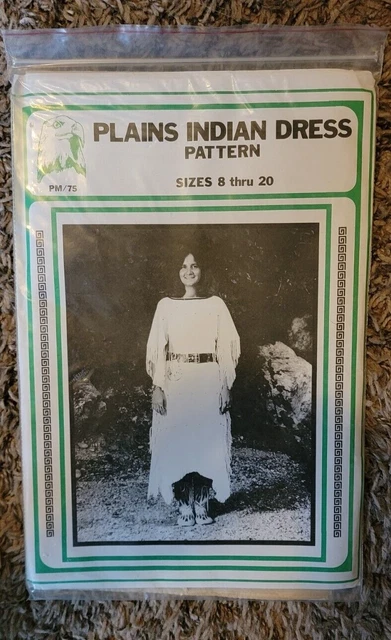 PLAINS INDIAN DRESS
PATTERN
SIZES 8 thru 20
PM/75